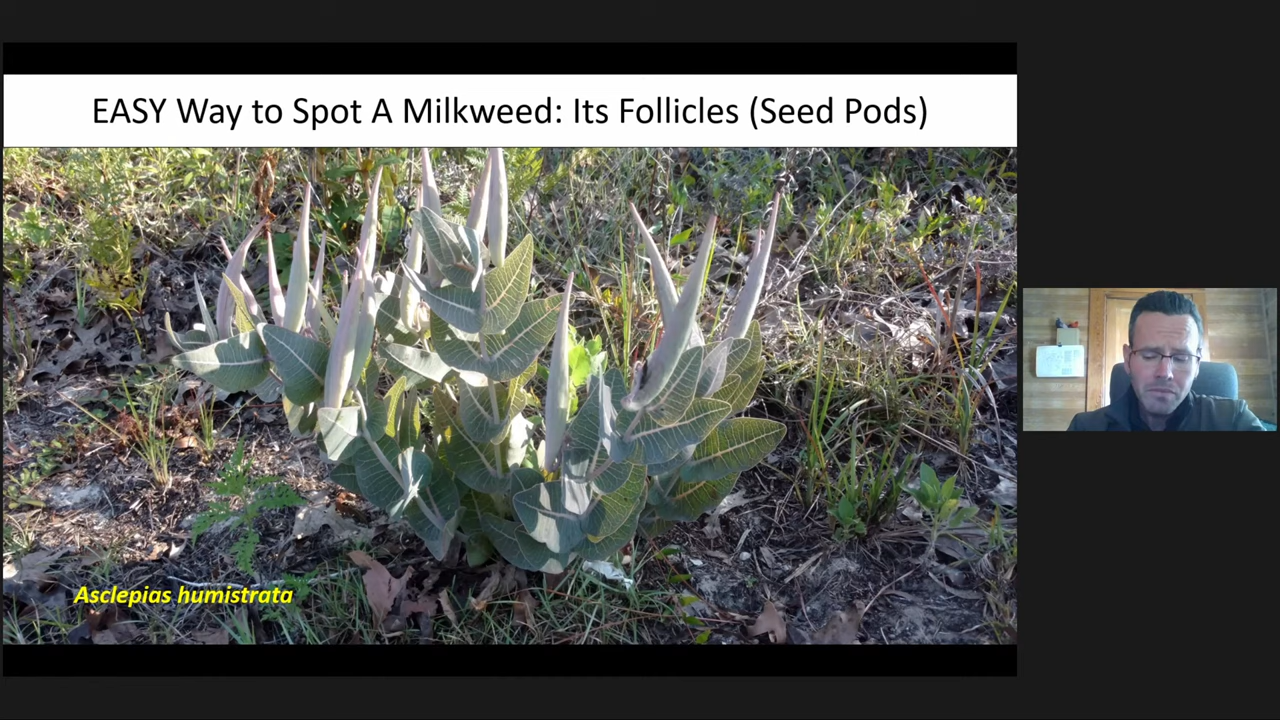 EASY Way to Spot A Milkweed: Its Follicles (Seed Pods)
Asclepias humistrata